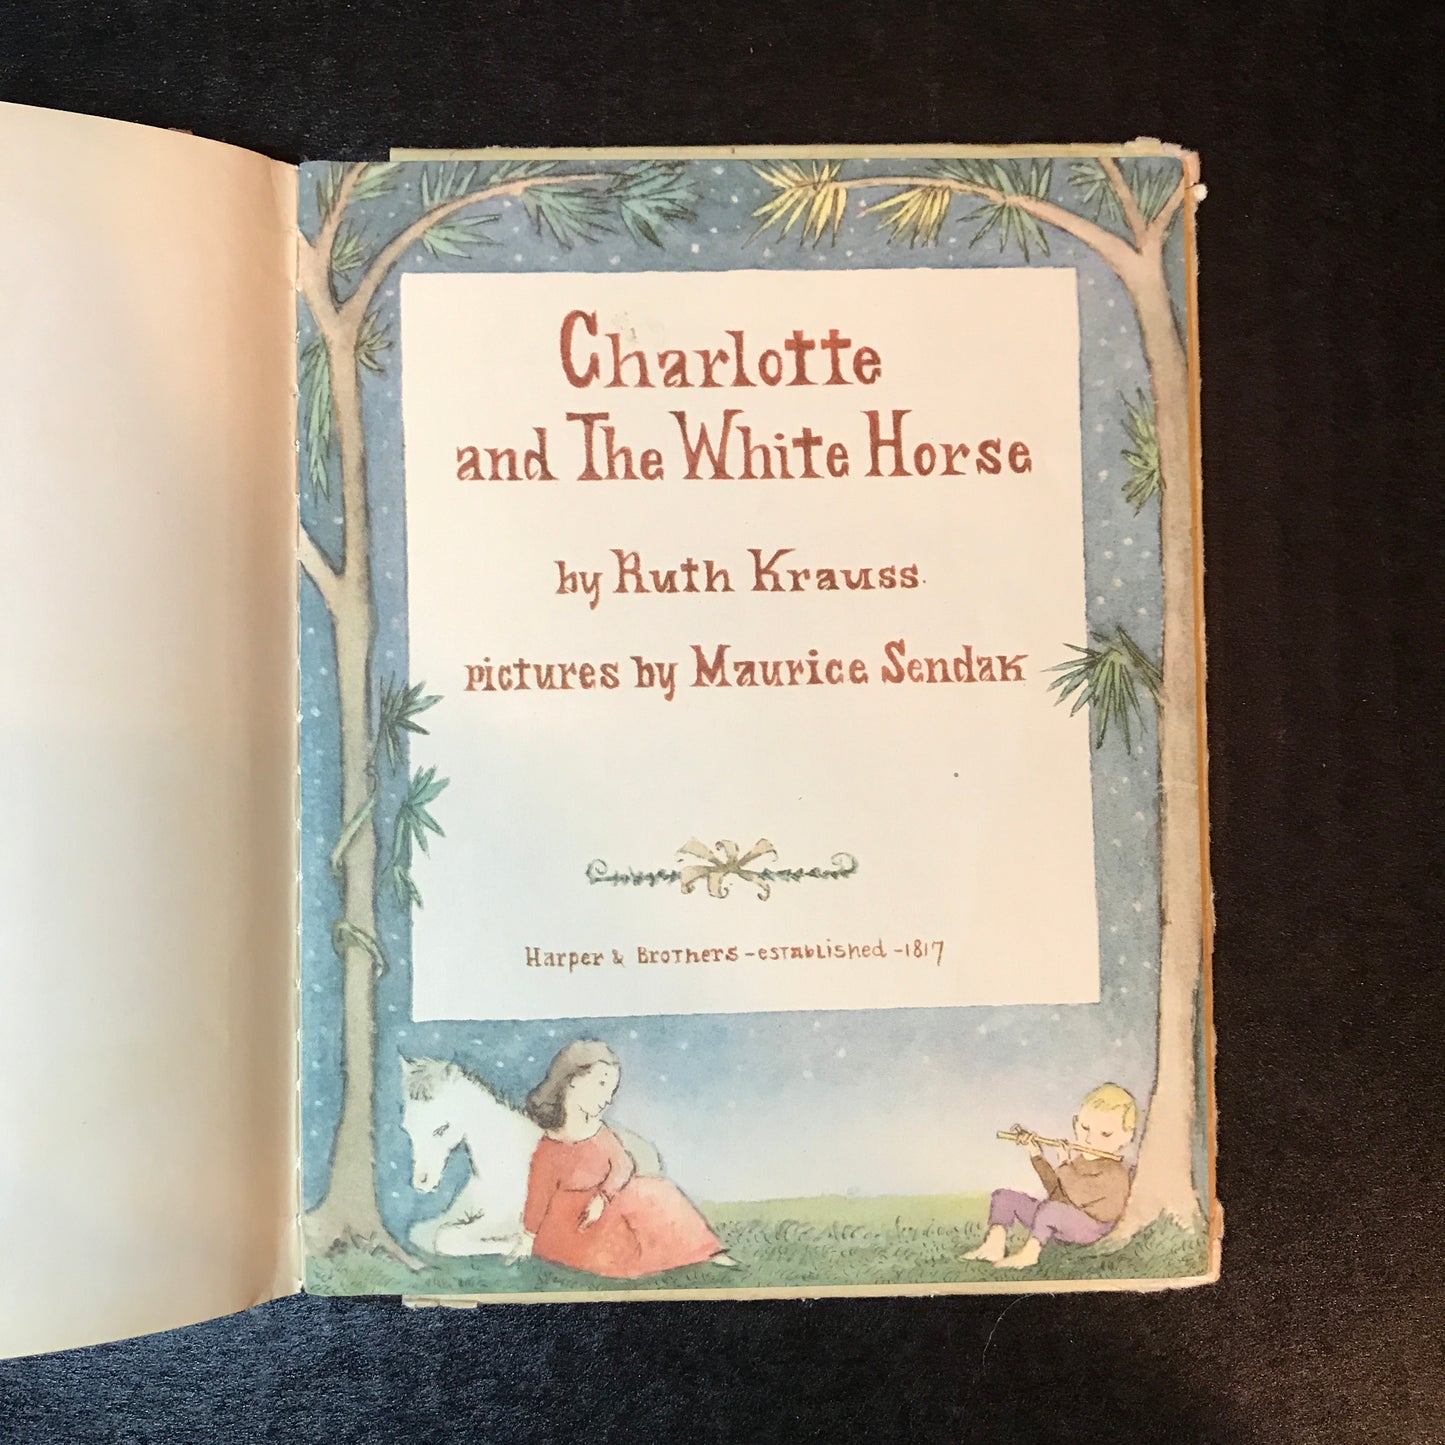 Charlotte
and The White Horse
by Ruth Krauss.
pictures by Maurice Sendak
Harper & Brothers – established – 1817